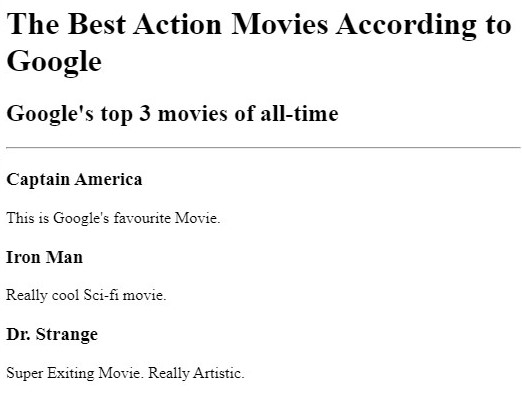 The Best Action Movies According to
Google
Google's top 3 movies of all-time
Captain America
This is Google's favourite Movie.
Iron Man
Really cool Sci-fi movie.
Dr. Strange
Super Exiting Movie. Really Artistic.